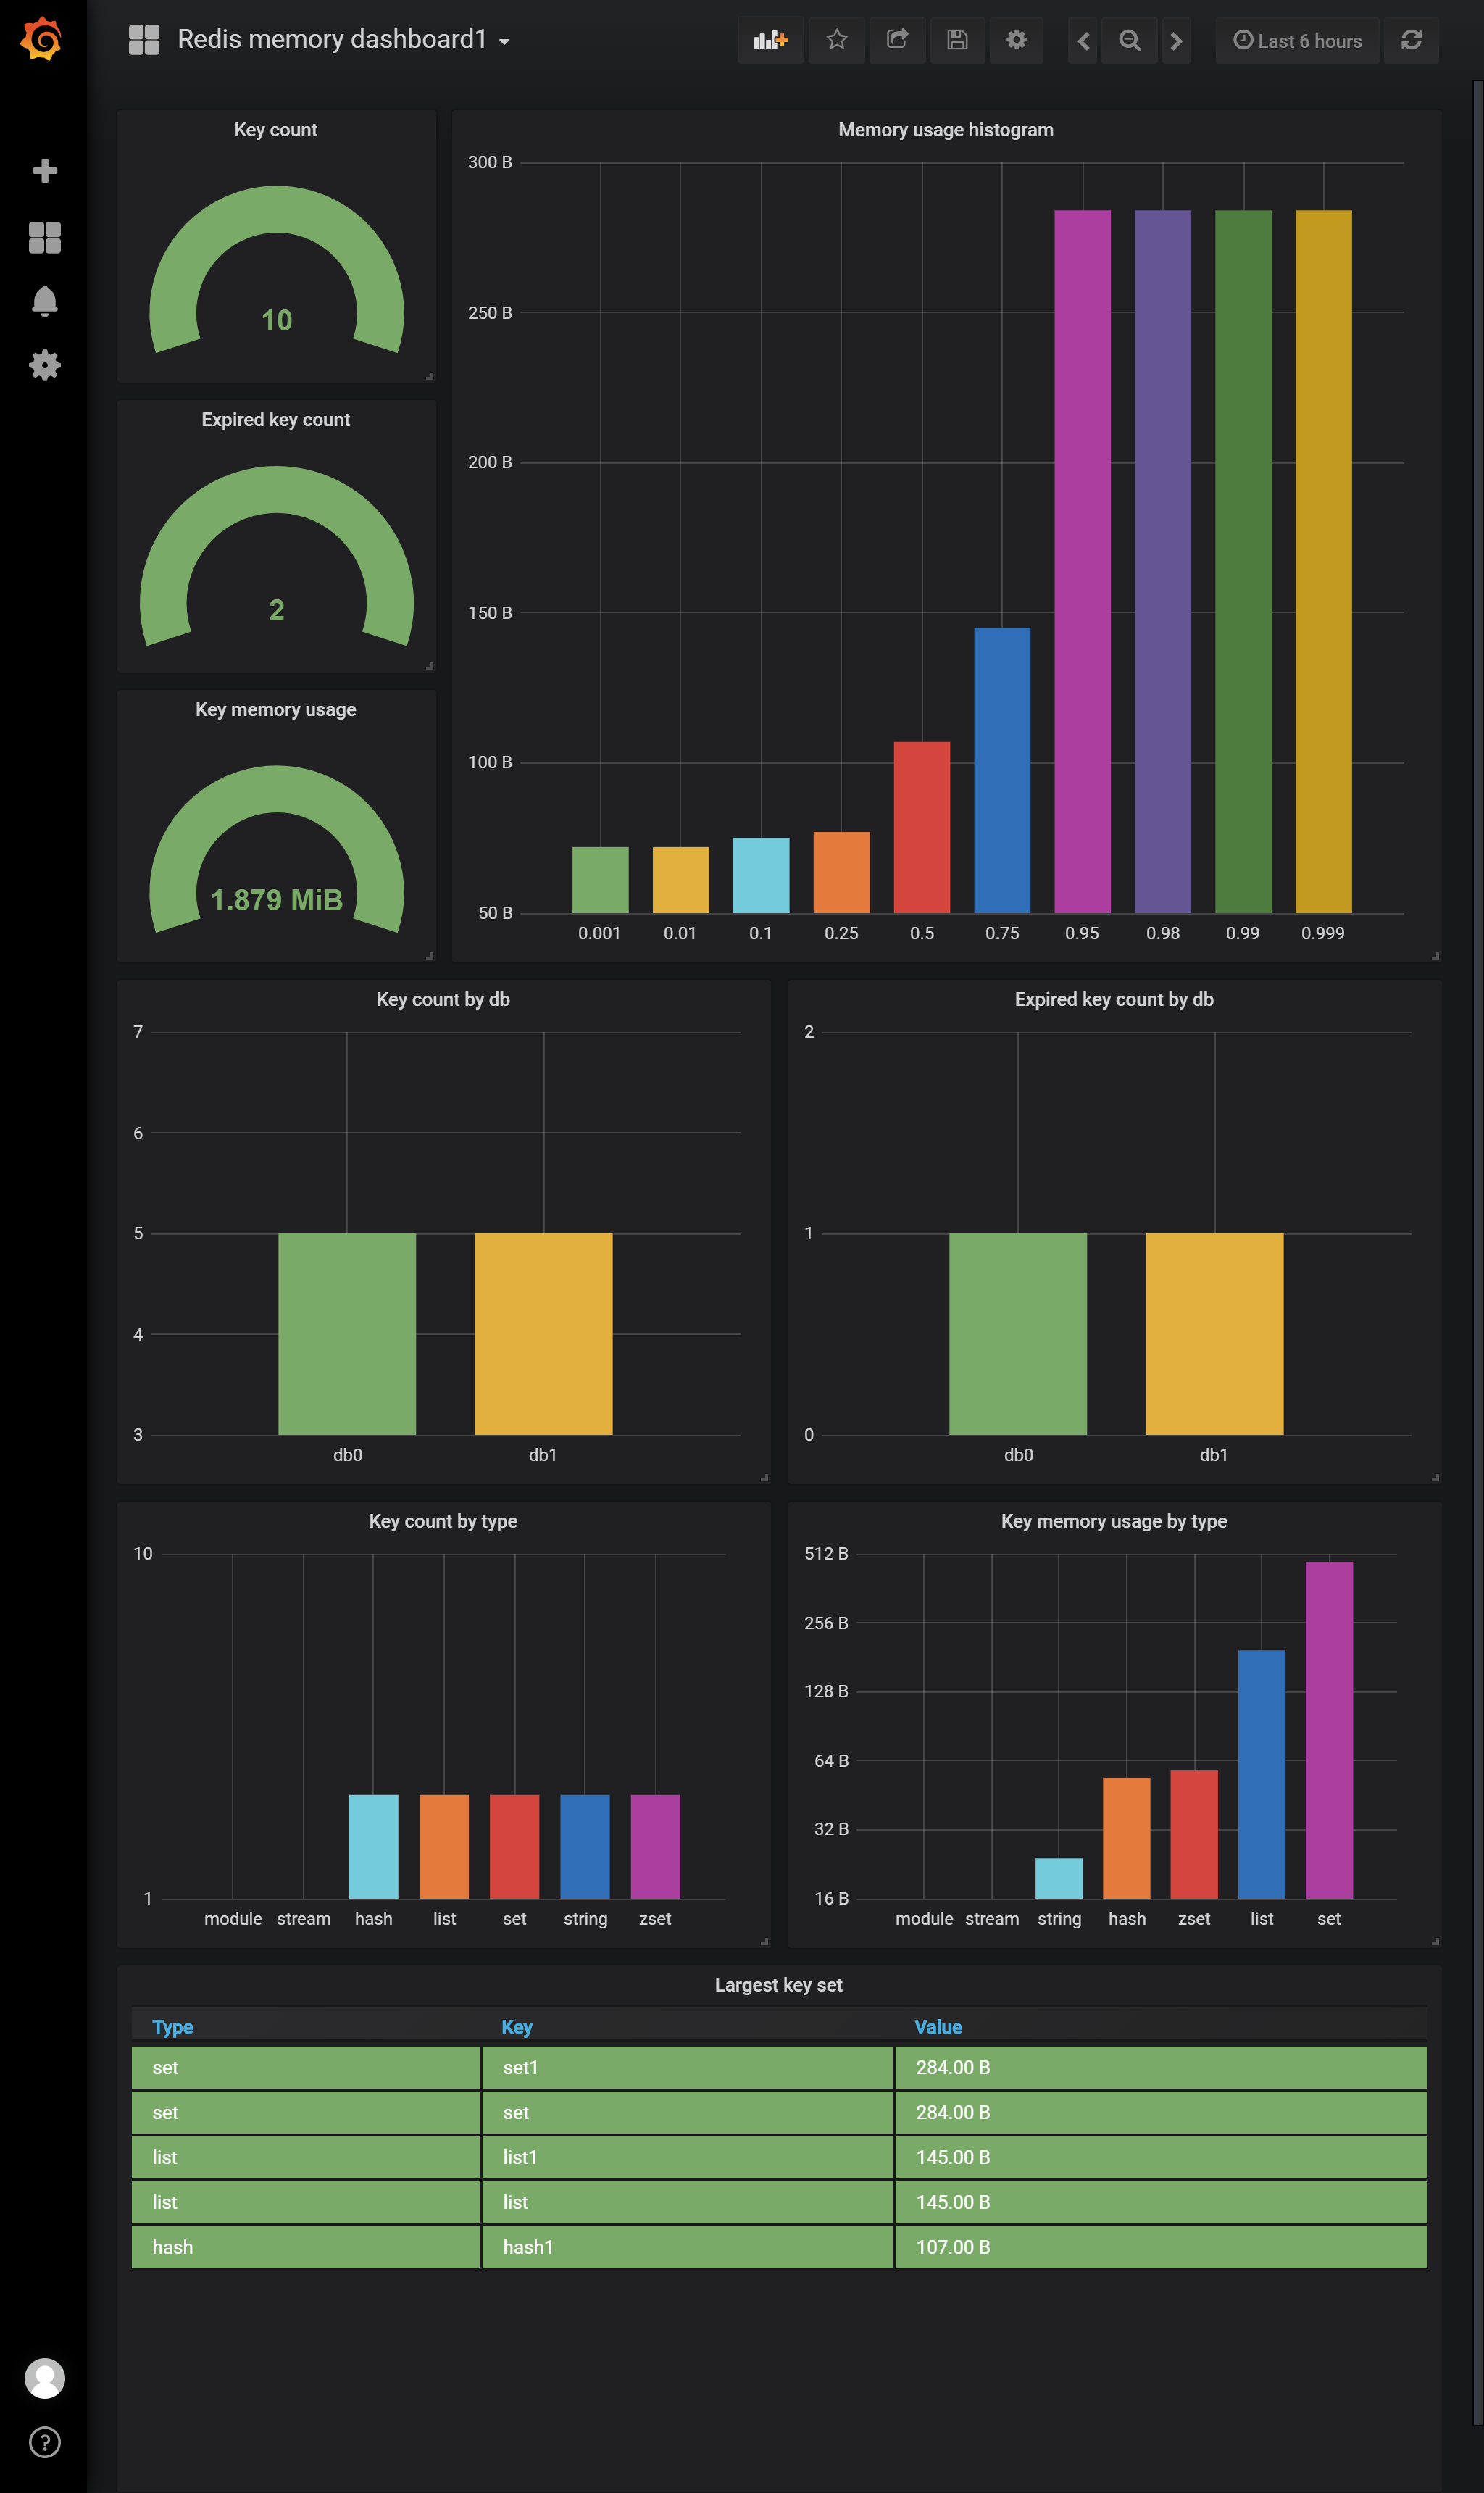 Redis memory dashboard1
Last 6 hours
Key count
10
Expired key count
2
Key memory usage
1.879 MiB
Memory usage histogram
300 B
250 B
200 B
150 B
100 B
50 B
0.001 0.01 0.1 0.25 0.5 0.75 0.95 0.98 0.99 0.999
Key count by db
7
6
5
4
3
db0 db1
Expired key count by db
2
1
0
db0 db1
Key count by type
10
1
module stream hash list set string zset
Key memory usage by type
512 B
256 B
128 B
64 B
32 B
16 B
module stream string hash zset list set
Largest key set
Type Key Value
set set1 284.00 B
set set 284.00 B
list list1 145.00 B
list list 145.00 B
hash hash1 107.00 B
?